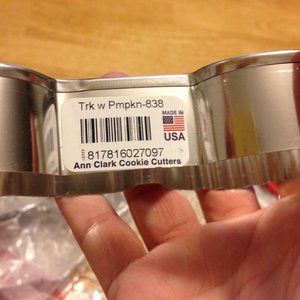 Trk w Pmpkn-838
MADE IN
USA
817816027097
Ann Clark Cookie Cutters